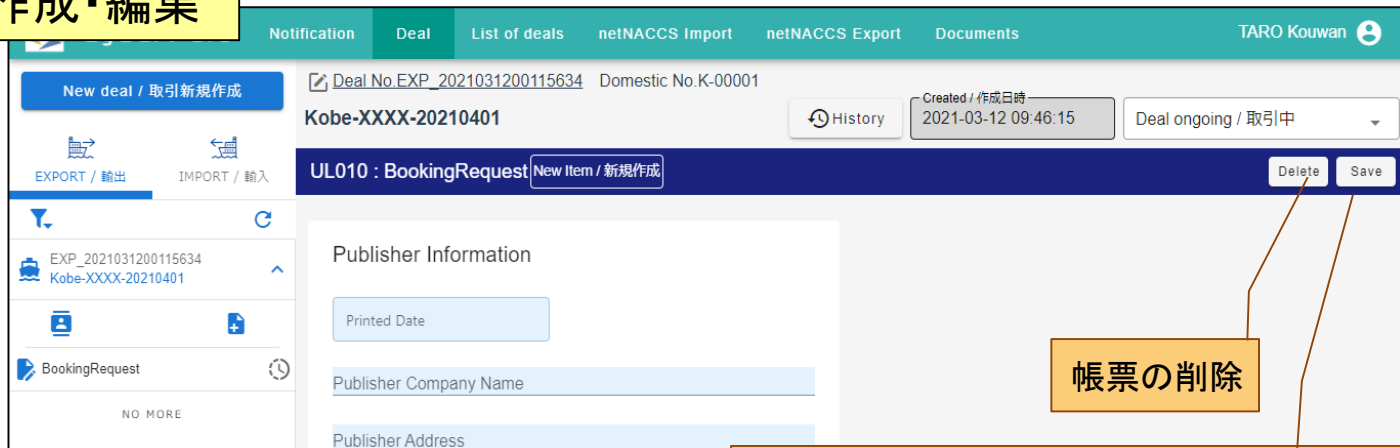 作成・編集
Notification Deal List of deals netNACCS Import netNACCS Export Documents TARO Kouwan
New deal / 取引新規作成
Deal No.EXP_2021031200115634 Domestic No.K-00001
Kobe-XXXX-20210401
History
Created / 作成日時
2021-03-12 09:46:15
Deal ongoing / 取引中
EXPORT / 輸出 IMPORT / 輸入
UL010 : BookingRequest New Item / 新規作成
Delete Save
EXP_2021031200115634
Kobe-XXXX-20210401
Publisher Information
Printed Date
BookingRequest
Publisher Company Name
帳票の削除
NO MORE
Publisher Address